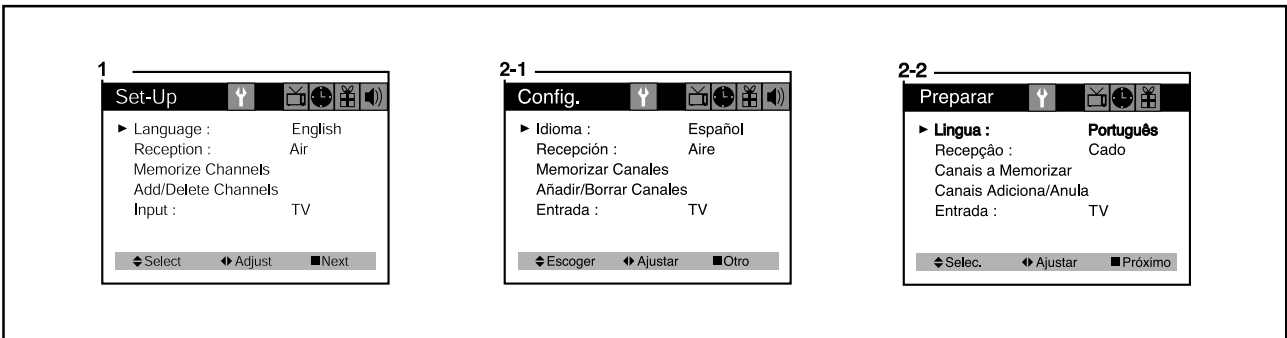 1
Set-Up
► Language : English
Reception : Air
Memorize Channels
Add/Delete Channels
Input : TV
Select Adjust Next
2-1
Config.
► Idioma : Español
Recepción : Aire
Memorizar Canales
Añadir/Borrar Canales
Entrada : TV
Escoger Ajustar Otro
2-2
Preparar
► Lingua : Português
Recepçâo : Cado
Canais a Memorizar
Canais Adiciona/Anula
Entrada : TV
Selec. Ajustar Próximo